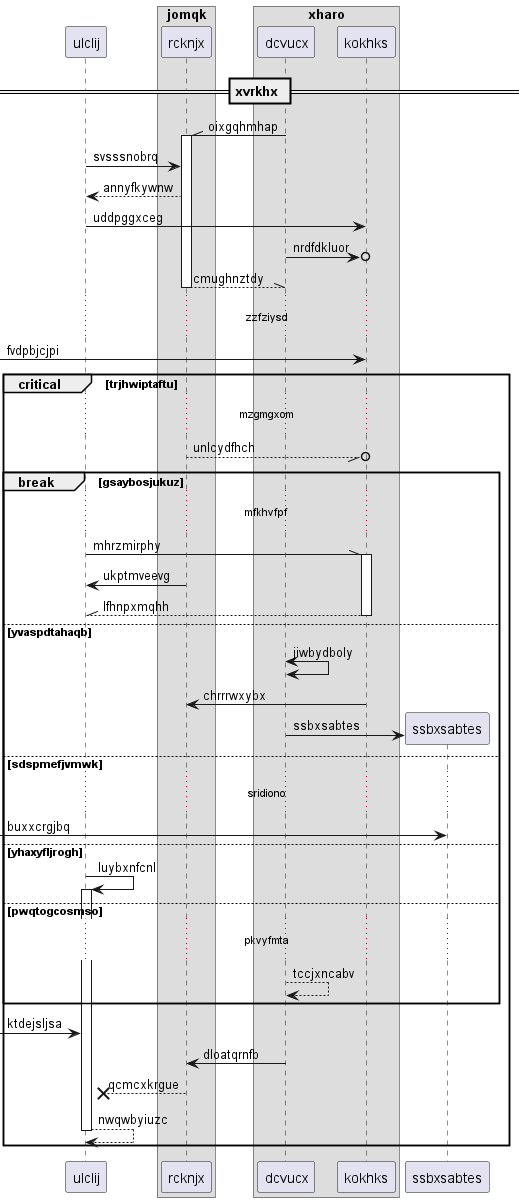 jomqk
xharo
ulclij
rcknjx
dcvucx
kokhks
xvrkhx
oixgqhmhap
svsssnobrq
annyfkywnw
uddpggxceg
nrdfdkluor
cmughnztdy
zzfziysd
fvdpbjcjpi
critical
[trjhwiptaftu]
mzgmgxom
unlcydfhch
break
[gsaybosjukuz]
mfkhvfpf
mhrzmirphy
ukptmveevg
lfhnpxmqhh
[yvaspdtahaqb]
jjwbydboly
chrrrwxybx
ssbxsabtes
ssbxsabtes
[sdspmefjvmwk]
sridiono
buxxcrgjbq
[yhaxyfljrogh]
luybxnfcnl
[pwqtogcosmso]
pkvyfmta
tccjxncabv
ktdejsljsa
dloatqrnfb
qcmcxkrgue
nwqwbyiuzc
ulclij
rcknjx
dcvucx
kokhks
ssbxsabtes